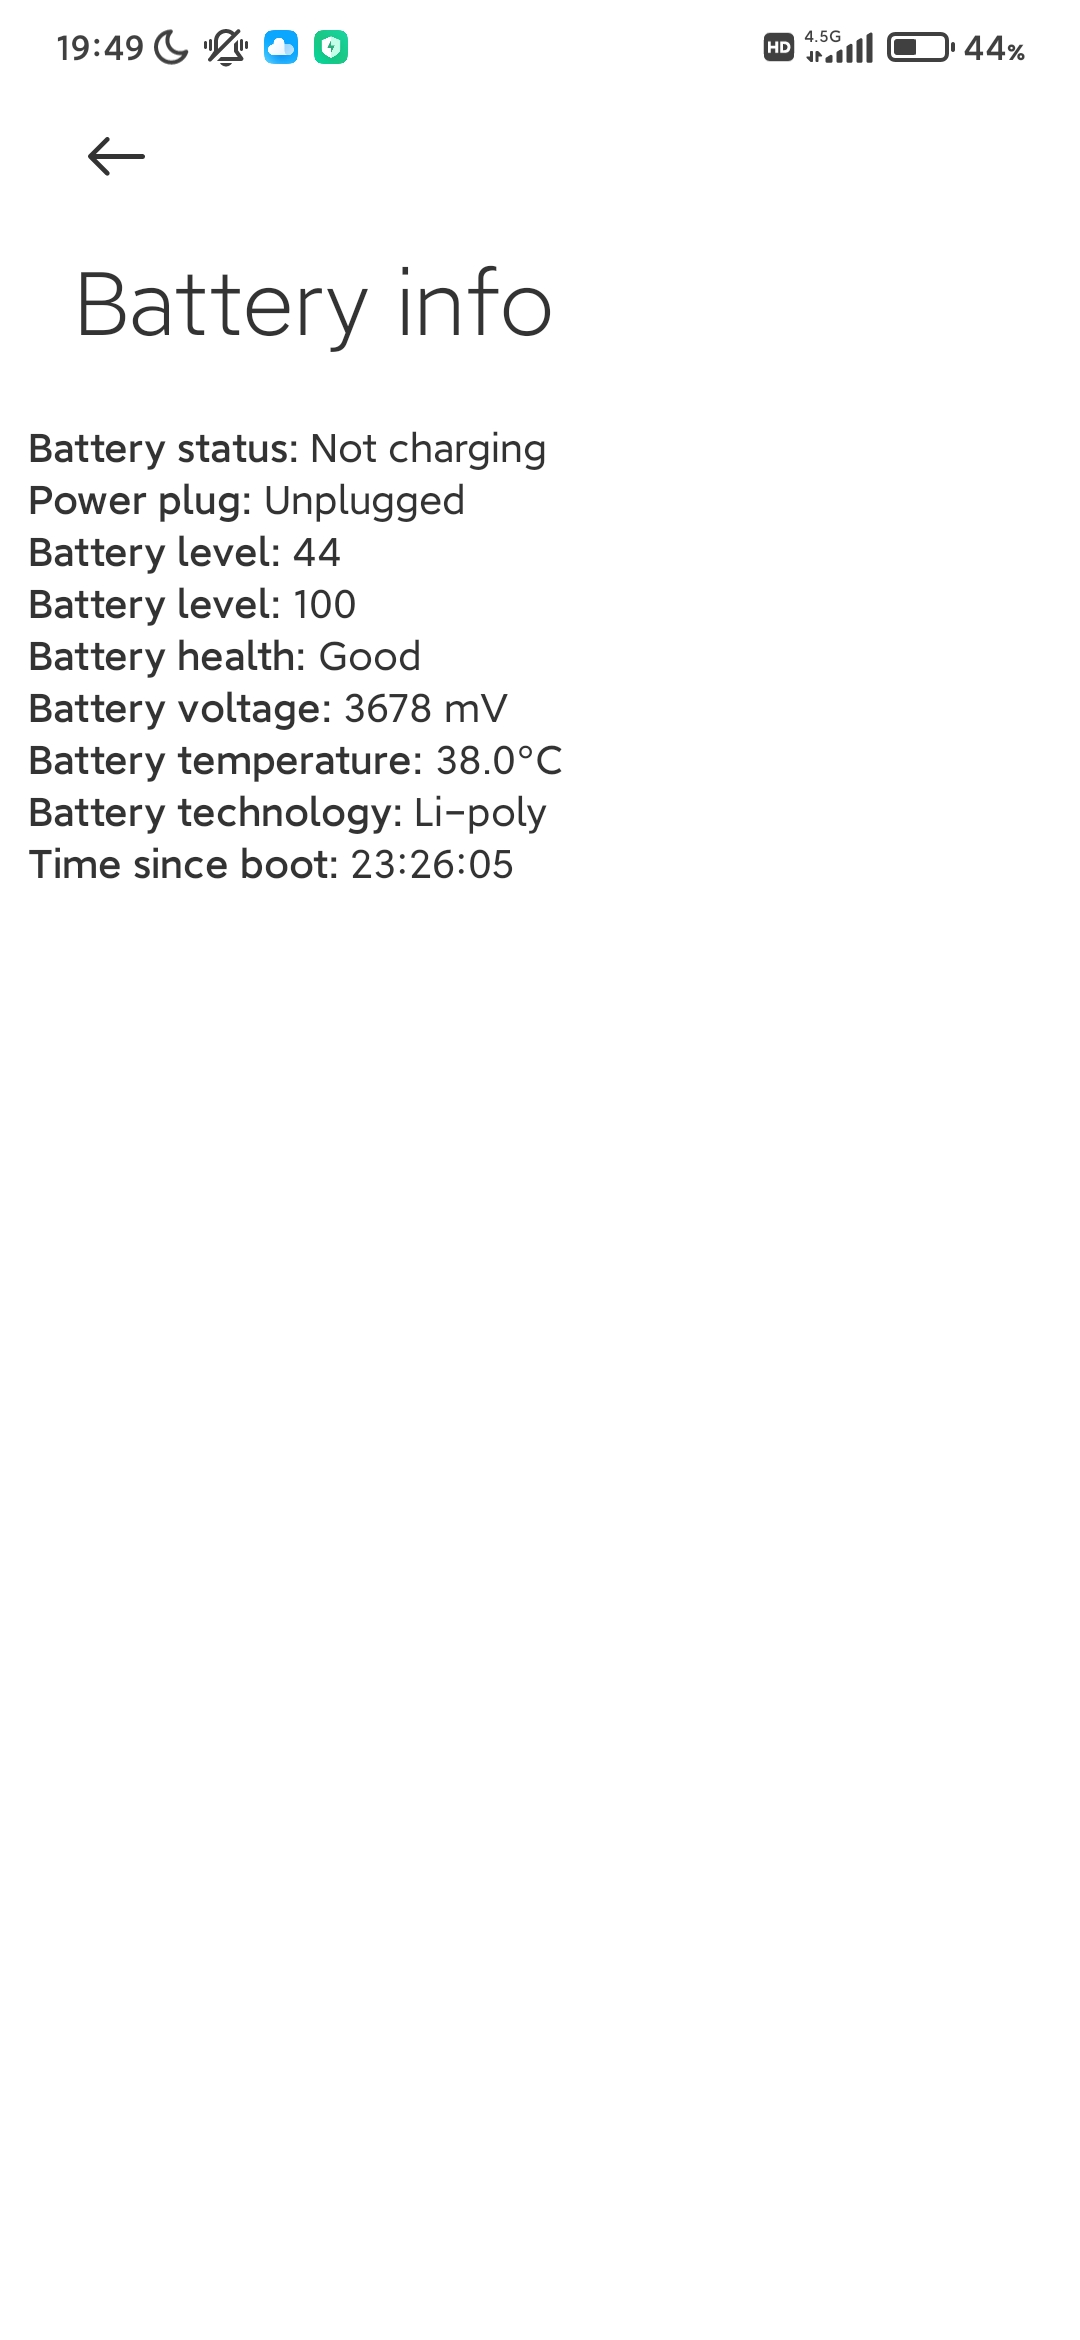 19:49 HD 4.5G 44%
Battery info
Battery status: Not charging
Power plug: Unplugged
Battery level: 44
Battery level: 100
Battery health: Good
Battery voltage: 3678 mV
Battery temperature: 38.0°C
Battery technology: Li-poly
Time since boot: 23:26:05